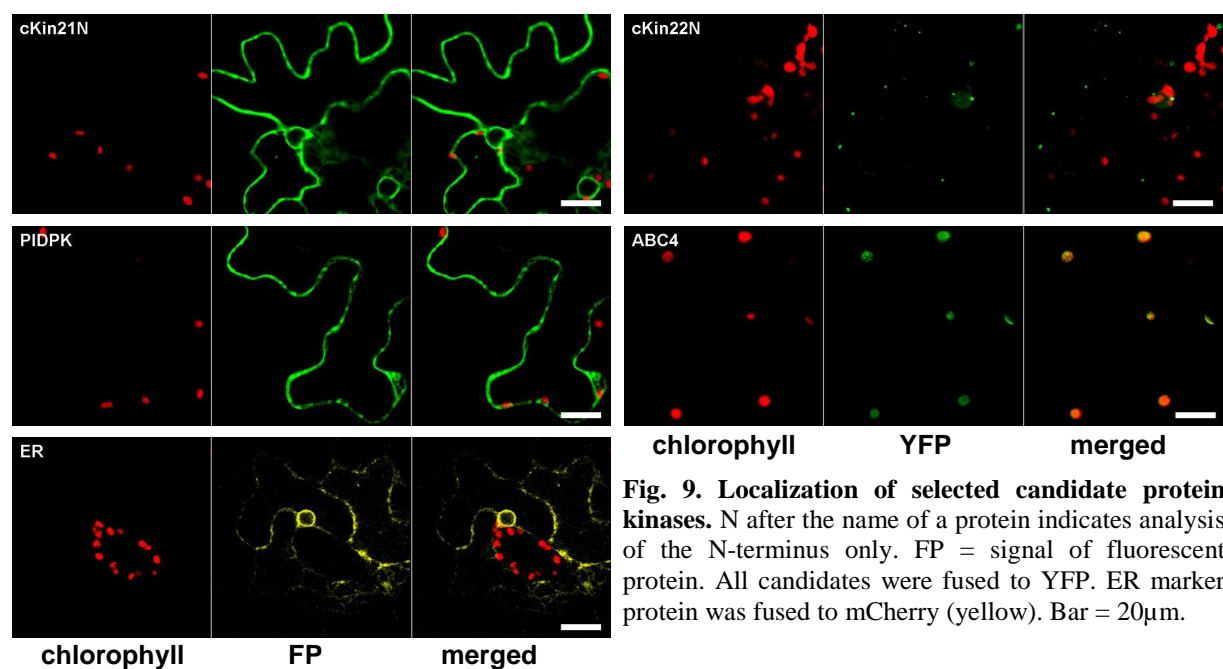 cKin21N
cKin22N
PIDPK
ABC4
ER
chlorophyll YFP merged
Fig. 9. Localization of selected candidate protein
kinases. N after the name of a protein indicates analysis
of the N-terminus only. FP = signal of fluorescent
protein. All candidates were fused to YFP. ER marker
protein was fused to mCherry (yellow). Bar = 20µm.
chlorophyll FP merged